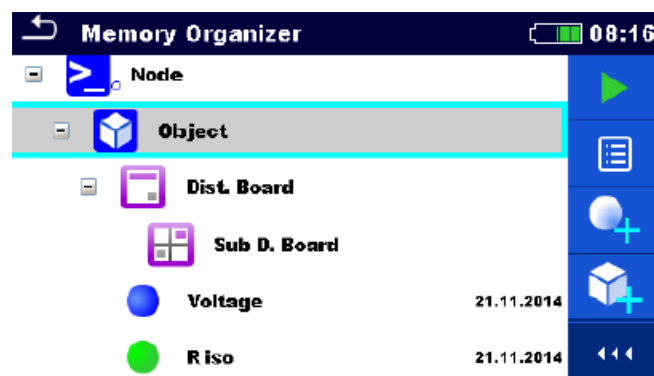 Memory Organizer 08:16
Node
Object
Dist. Board
Sub D. Board
Voltage 21.11.2014
R iso 21.11.2014